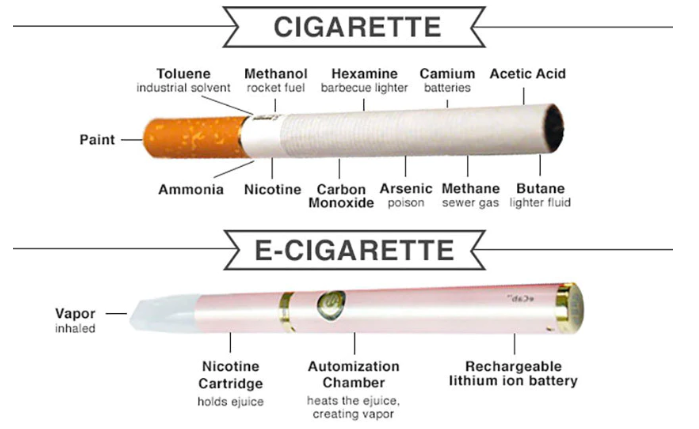 CIGARETTE
Toluene
industrial solvent
Methanol
rocket fuel
Hexamine
barbecue lighter
Camium
batteries
Acetic Acid
Paint
Ammonia
Nicotine
Carbon
Monoxide
Arsenic
poison
Methane
sewer gas
Butane
lighter fluid
E-CIGARETTE
eCab
Vapor
inhaled
Nicotine
Cartridge
holds ejuice
Automization
Chamber
heats the ejuice,
creating vapor
Rechargeable
lithium ion battery